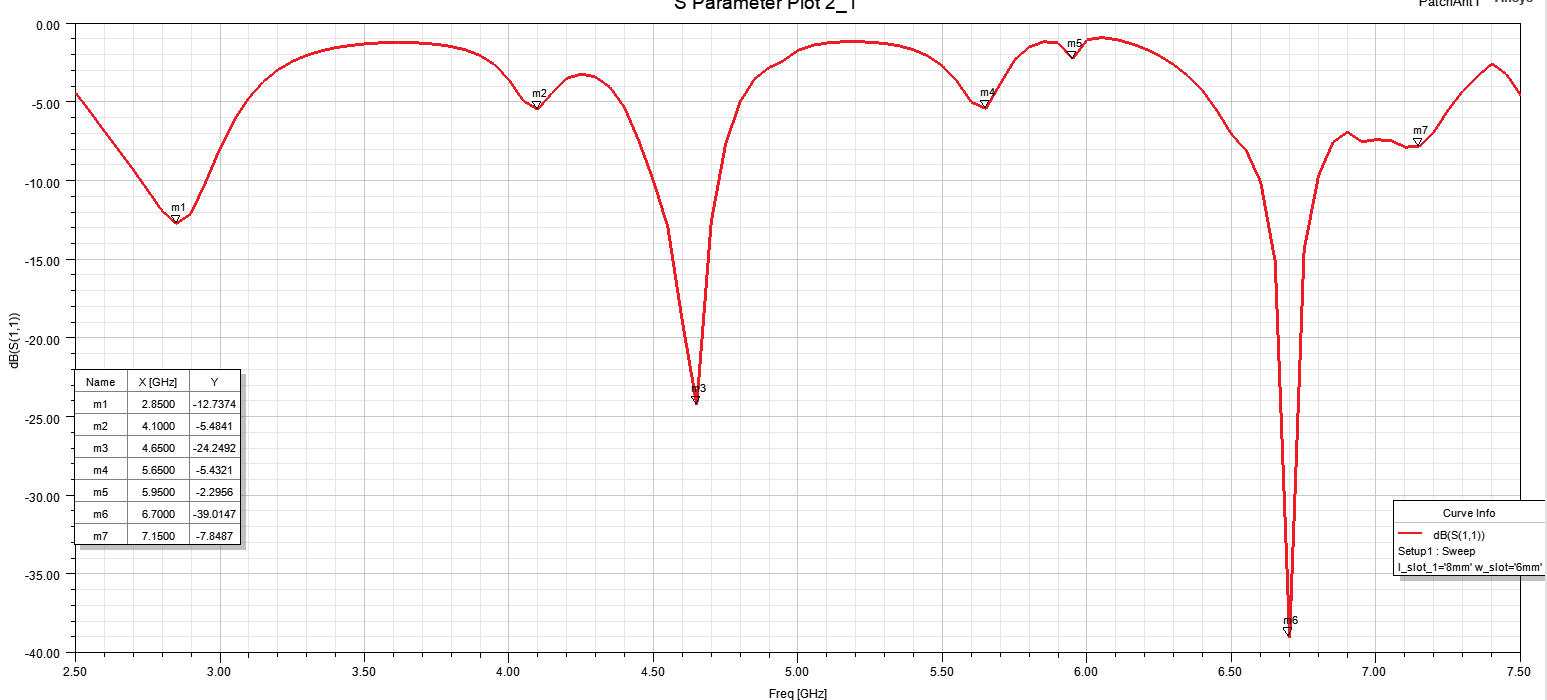 S Parameter Plot 2_1
PatchAnt1 Ansys
0.00
-5.00
-10.00
-15.00
-20.00
-25.00
-30.00
-35.00
-40.00
dB(S(1,1))
m1
m2
m3
m4
m5
m6
m7
Name X [GHz] Y
m1 2.8500 -12.7374
m2 4.1000 -5.4841
m3 4.6500 -24.2492
m4 5.6500 -5.4321
m5 5.9500 -2.2956
m6 6.7000 -39.0147
m7 7.1500 -7.8487
Curve Info
dB(S(1,1))
Setup1 : Sweep
l_slot_1='8mm' w_slot='6mm'
2.50 3.00 3.50 4.00 4.50 5.00 5.50 6.00 6.50 7.00 7.50
Freq [GHz]